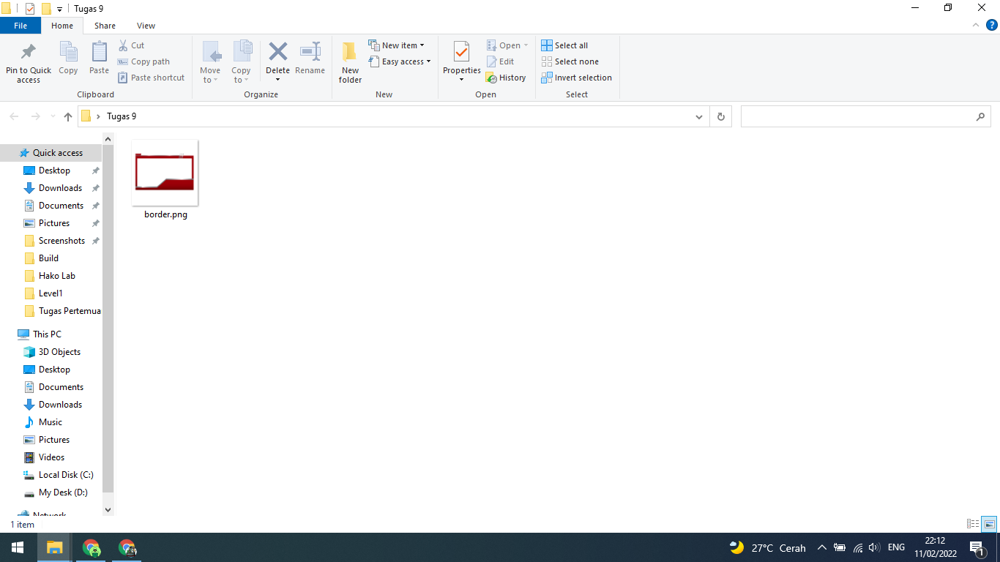 Tugas 9
File Home Share View
Pin to Quick access
Copy
Paste
Cut
Copy path
Paste shortcut
Clipboard
Move to
Copy to
Delete
Rename
Organize
New folder
New item
Easy access
New
Properties
Open
Edit
History
Open
Select all
Select none
Invert selection
Select
Tugas 9
Quick access
Desktop
Downloads
Documents
Pictures
Screenshots
Build
Hako Lab
Level1
Tugas Pertemua
This PC
3D Objects
Desktop
Documents
Downloads
Music
Pictures
Videos
Local Disk (C:)
My Desk (D:)
Network
border.png
1 item
27°C Cerah
ENG
22:12
11/02/2022
1